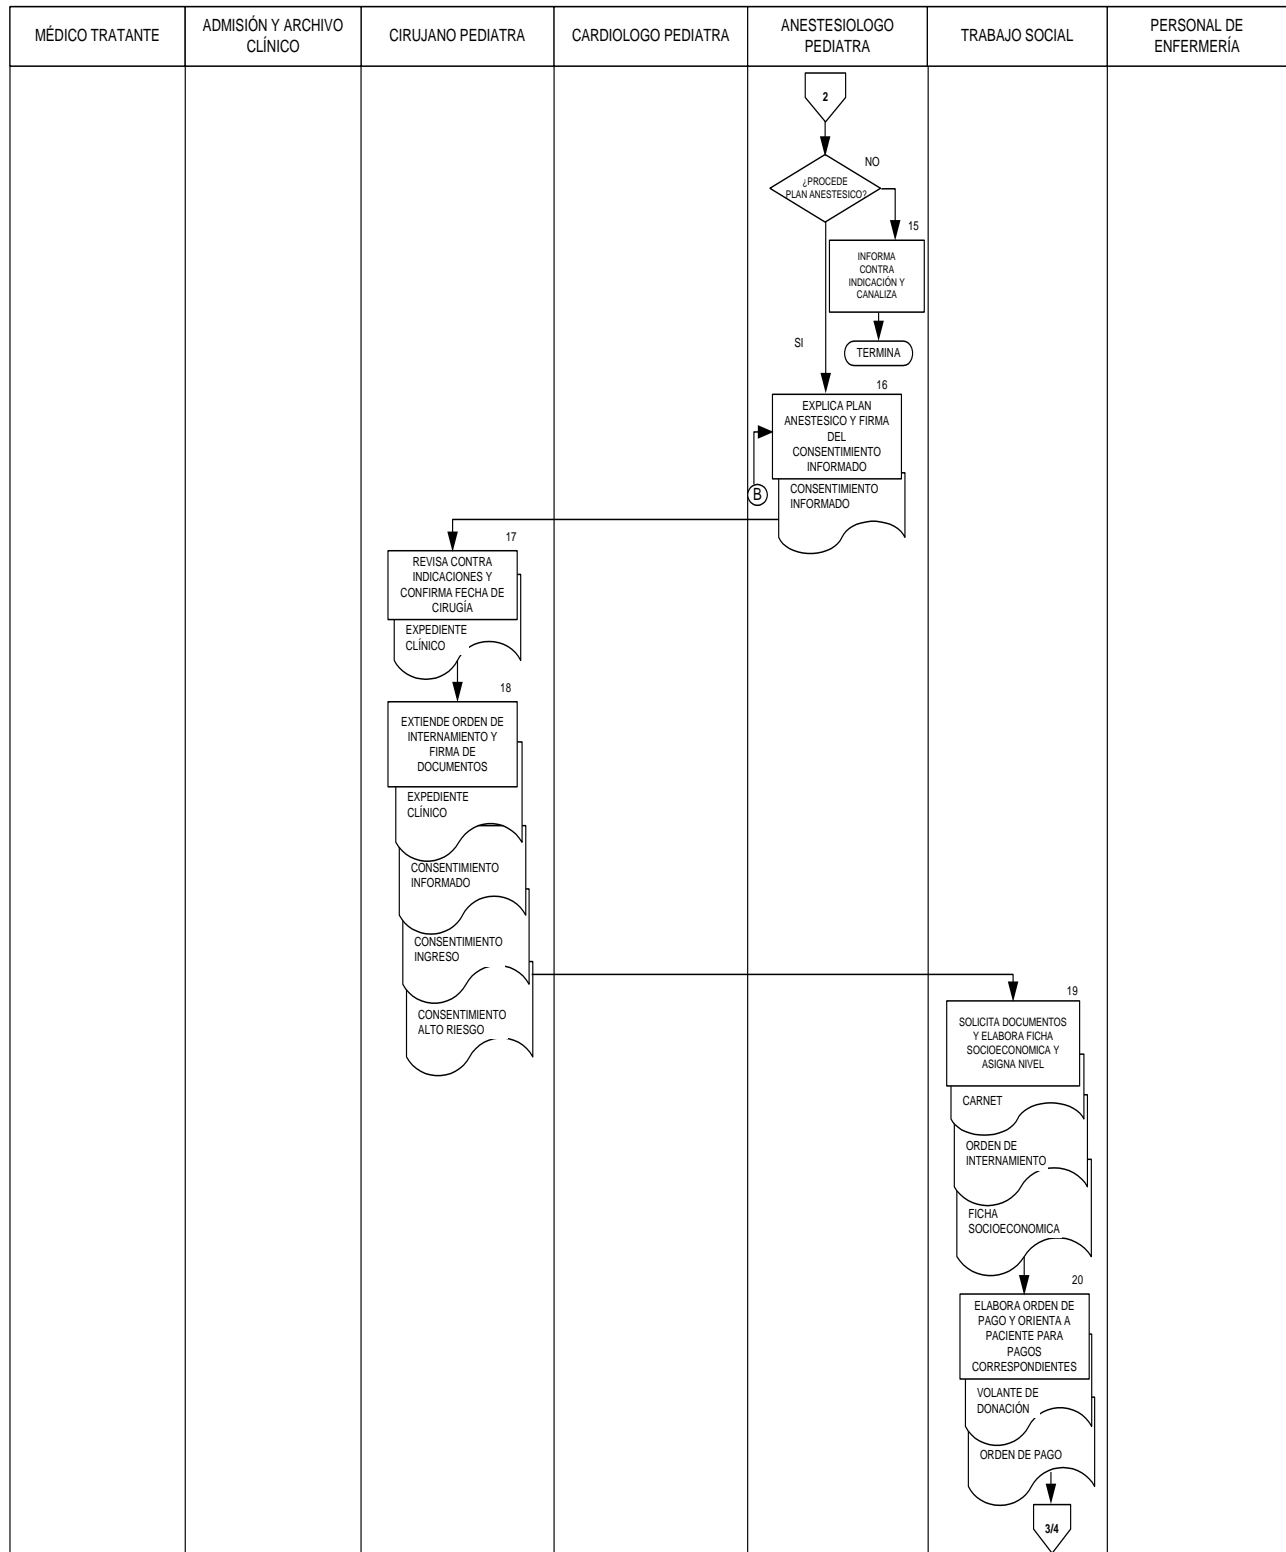 MÉDICO TRATANTE
ADMISIÓN Y ARCHIVO
CLÍNICO
CIRUJANO PEDIATRA
CARDIOLOGO PEDIATRA
ANESTESIOLOGO
PEDIATRA
TRABAJO SOCIAL
PERSONAL DE
ENFERMERÍA
2
NO
¿PROCEDE
PLAN ANESTESICO?
15
INFORMA
CONTRA
INDICACIÓN Y
CANALIZA
SI
TERMINA
16
EXPLICA PLAN
ANESTESICO Y FIRMA
DEL
CONSENTIMIENTO
INFORMADO
B
CONSENTIMIENTO
INFORMADO
17
REVISA CONTRA
INDICACIONES Y
CONFIRMA FECHA DE
CIRUGÍA
EXPEDIENTE
CLÍNICO
18
EXTIENDE ORDEN DE
INTERNAMIENTO Y
FIRMA DE
DOCUMENTOS
EXPEDIENTE
CLÍNICO
CONSENTIMIENTO
INFORMADO
CONSENTIMIENTO
INGRESO
CONSENTIMIENTO
ALTO RIESGO
19
SOLICITA DOCUMENTOS
Y ELABORA FICHA
SOCIOECONOMICA Y
ASIGNA NIVEL
CARNET
ORDEN DE
INTERNAMIENTO
FICHA
SOCIOECONOMICA
20
ELABORA ORDEN DE
PAGO Y ORIENTA A
PACIENTE PARA
PAGOS
CORRESPONDIENTES
VOLANTE DE
DONACIÓN
ORDEN DE PAGO
3/4